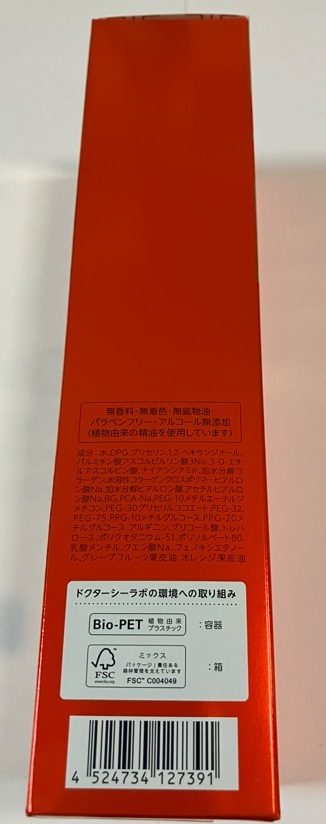 無香料・無着色・無鉱物油・
パラベンフリー・アルコール無添加
(植物由来の精油を使用しています)
成分：水、DPG、グリセリン、1,2-ヘキサンジオール、
パルミチン酸アスコルビルリン酸3Na、3-O-エチ
ルアスコルビン酸、ナイアシンアミド、加水分解コ
ラーゲン、水溶性コラーゲンクロスポリマー、ヒアルロ
ン酸Na、加水分解ヒアルロン酸、アセチルヒアルロ
ン酸Na、BG、PCA-Na、PEG-10メチルエーテルジ
メチコン、PEG-30グリセリルココエート、PEG-32、
PEG-75、PPG-10メチルグルコース、PPG-20メ
チルグルコース、アルギニン、グリコール酸、トレハ
ロース、ポリクオタニウム-51、ポリソルベート80、
乳酸メンチル、クエン酸Na、フェノキシエタノー
ル、グレープフルーツ果皮油、オレンジ果皮油
ドクターシーラボの環境への取り組み
Bio-PET 植物由来プラスチック ：容器
FSC
www.fsc.org
ミックス
パッケージ｜責任ある
森林管理を支えています
FSC® C004049
：箱
4 524734 127391